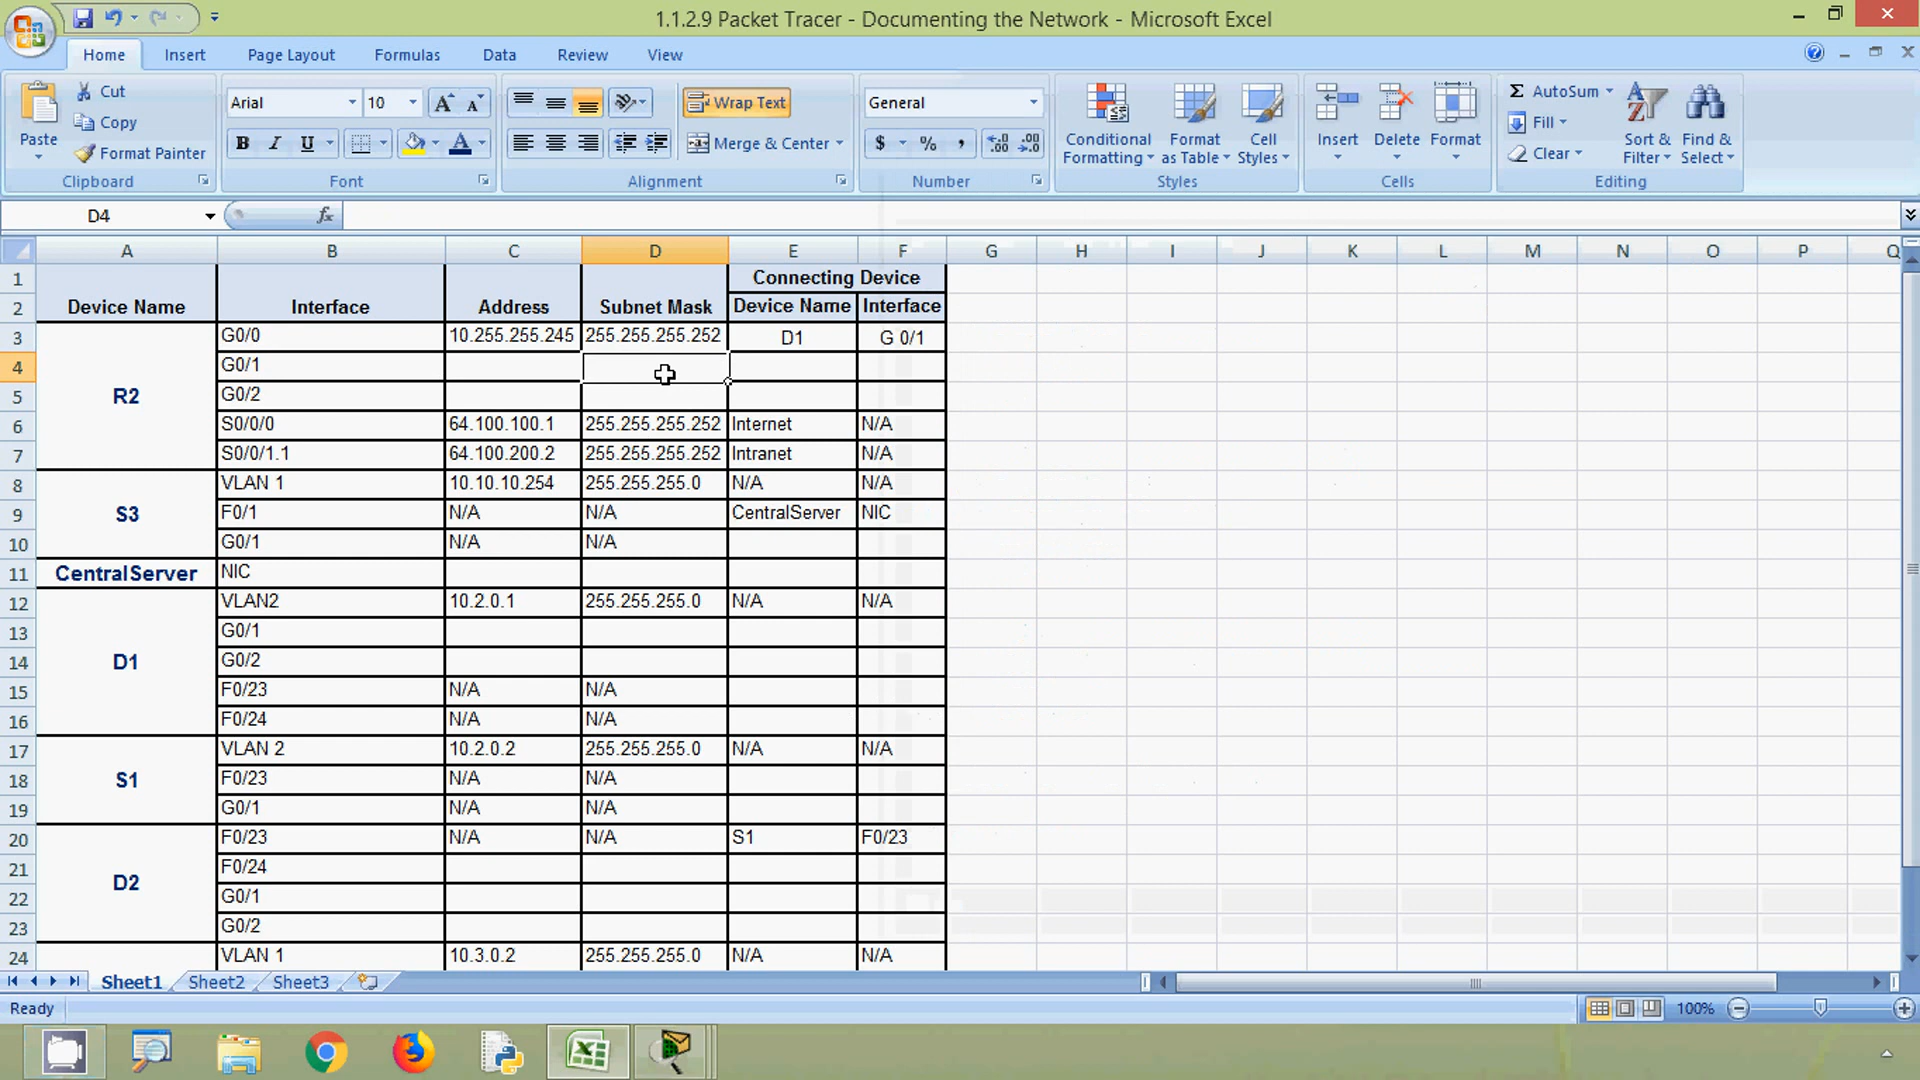 1.1.2.9 Packet Tracer - Documenting the Network - Microsoft Excel
Home Insert Page Layout Formulas Data Review View
Paste
Cut
Copy
Format Painter
Clipboard
Arial 10
B I U
Font
Wrap Text
Merge & Center
Alignment
General
$ % ,
Number
Conditional Formatting
Format as Table
Cell Styles
Styles
Insert Delete Format
Cells
AutoSum
Fill
Clear
Sort & Filter
Find & Select
Editing
D4 fx
A B C D E F G H I J K L M N O P Q
1 Connecting Device
2 Device Name Interface Address Subnet Mask Device Name Interface
3 G0/0 10.255.255.245 255.255.255.252 D1 G 0/1
4 G0/1
5 R2 G0/2
6 S0/0/0 64.100.100.1 255.255.255.252 Internet N/A
7 S0/0/1.1 64.100.200.2 255.255.255.252 Intranet N/A
8 VLAN 1 10.10.10.254 255.255.255.0 N/A N/A
9 S3 F0/1 N/A N/A CentralServer NIC
10 G0/1 N/A N/A
11 CentralServer NIC
12 VLAN2 10.2.0.1 255.255.255.0 N/A N/A
13 G0/1
14 D1 G0/2
15 F0/23 N/A N/A
16 F0/24 N/A N/A
17 VLAN 2 10.2.0.2 255.255.255.0 N/A N/A
18 S1 F0/23 N/A N/A
19 G0/1 N/A N/A
20 F0/23 N/A N/A S1 F0/23
21 F0/24
22 D2 G0/1
23 G0/2
24 VLAN 1 10.3.0.2 255.255.255.0 N/A N/A
Sheet1 Sheet2 Sheet3
Ready 100%